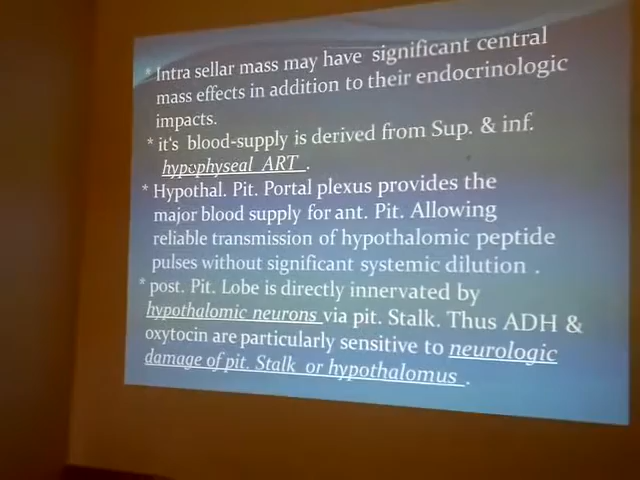 * Intra sellar mass may have significant central
mass effects in addition to their endocrinologic
impacts.
* it's blood-supply is derived from Sup. & inf.
hypophyseal ART .
* Hypothal. Pit. Portal plexus provides the
major blood supply for ant. Pit. Allowing
reliable transmission of hypothalomic peptide
pulses without significant systemic dilution .
* post. Pit. Lobe is directly innervated by
hypothalomic neurons via pit. Stalk. Thus ADH &
oxytocin are particularly sensitive to neurologic
damage of pit. Stalk or hypothalomus .